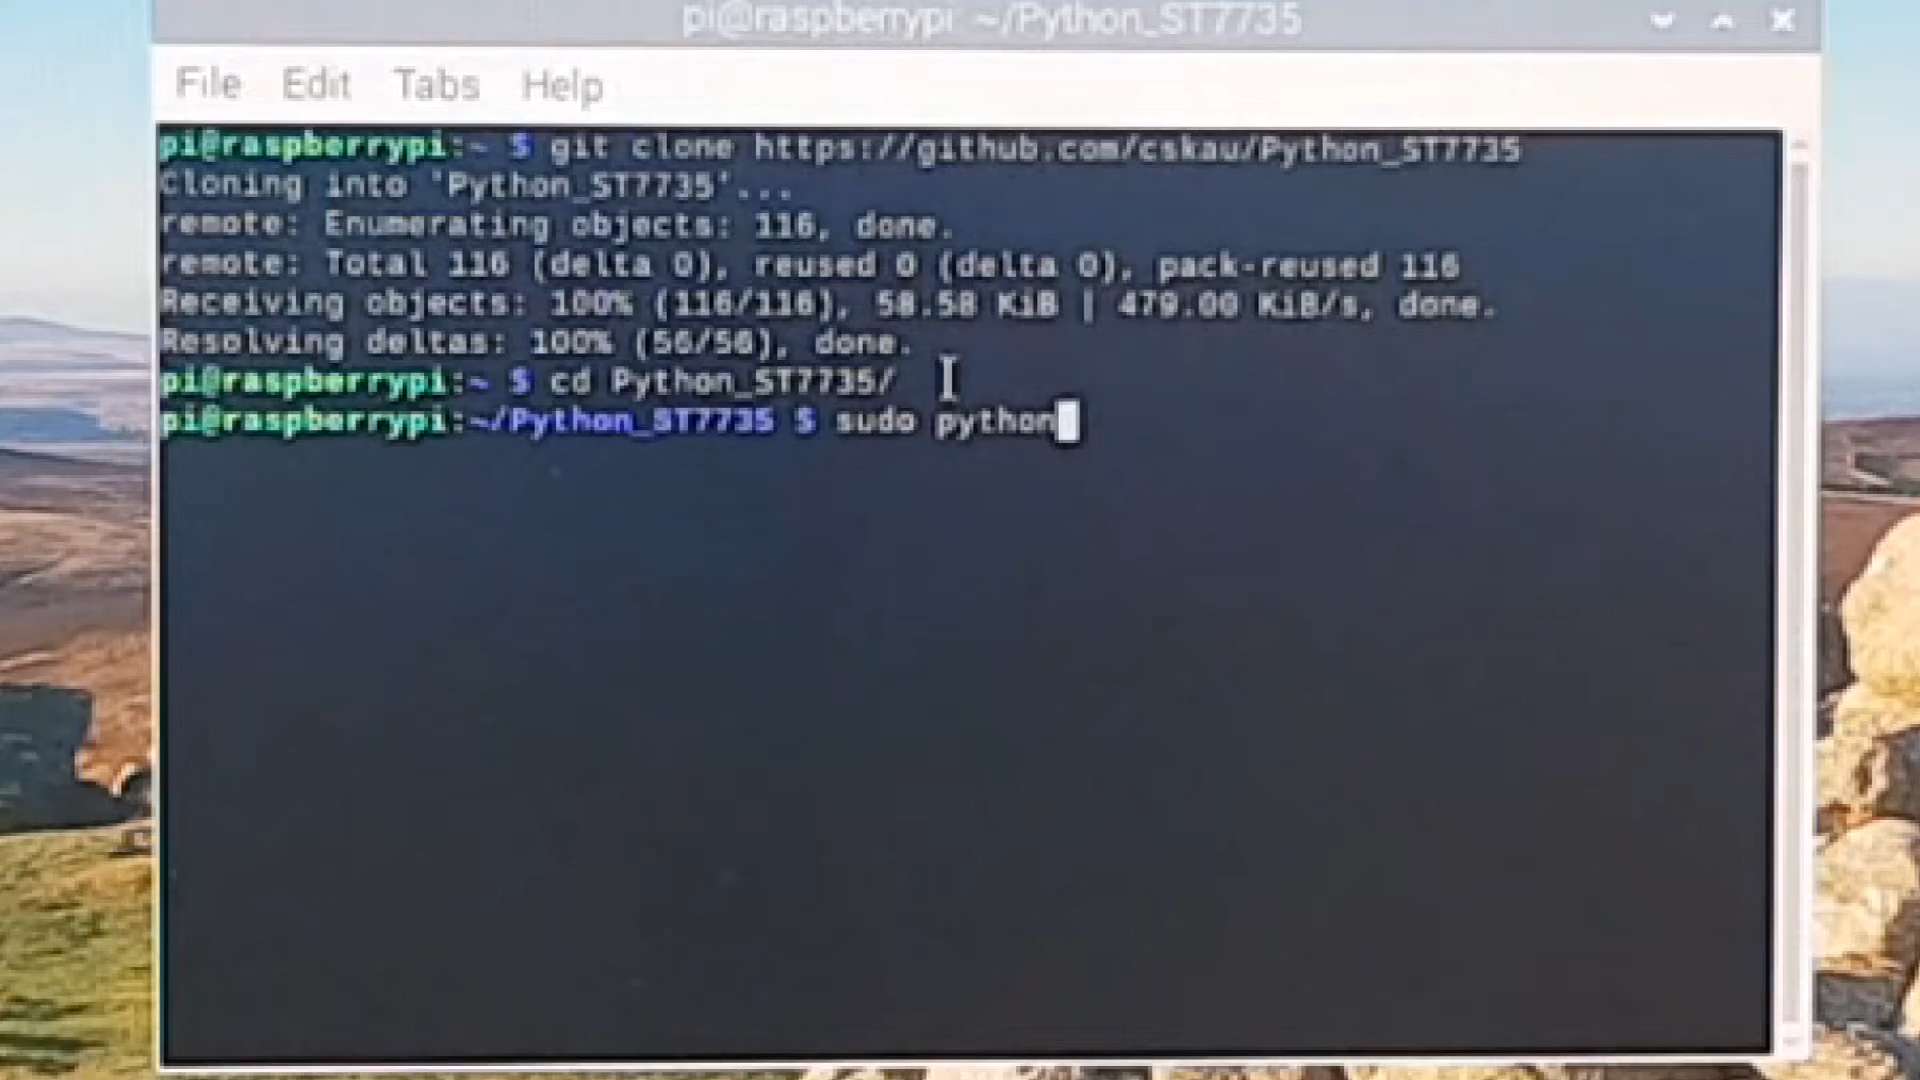 pi@raspberrypi: ~/Python_ST7735
File Edit Tabs Help
pi@raspberrypi:~ $ git clone https://github.com/cskau/Python_ST7735
Cloning into 'Python_ST7735'...
remote: Enumerating objects: 116, done.
remote: Total 116 (delta 0), reused 0 (delta 0), pack-reused 116
Receiving objects: 100% (116/116), 58.58 KiB | 479.00 KiB/s, done.
Resolving deltas: 100% (56/56), done.
pi@raspberrypi:~ $ cd Python_ST7735/
pi@raspberrypi:~/Python_ST7735 $ sudo python